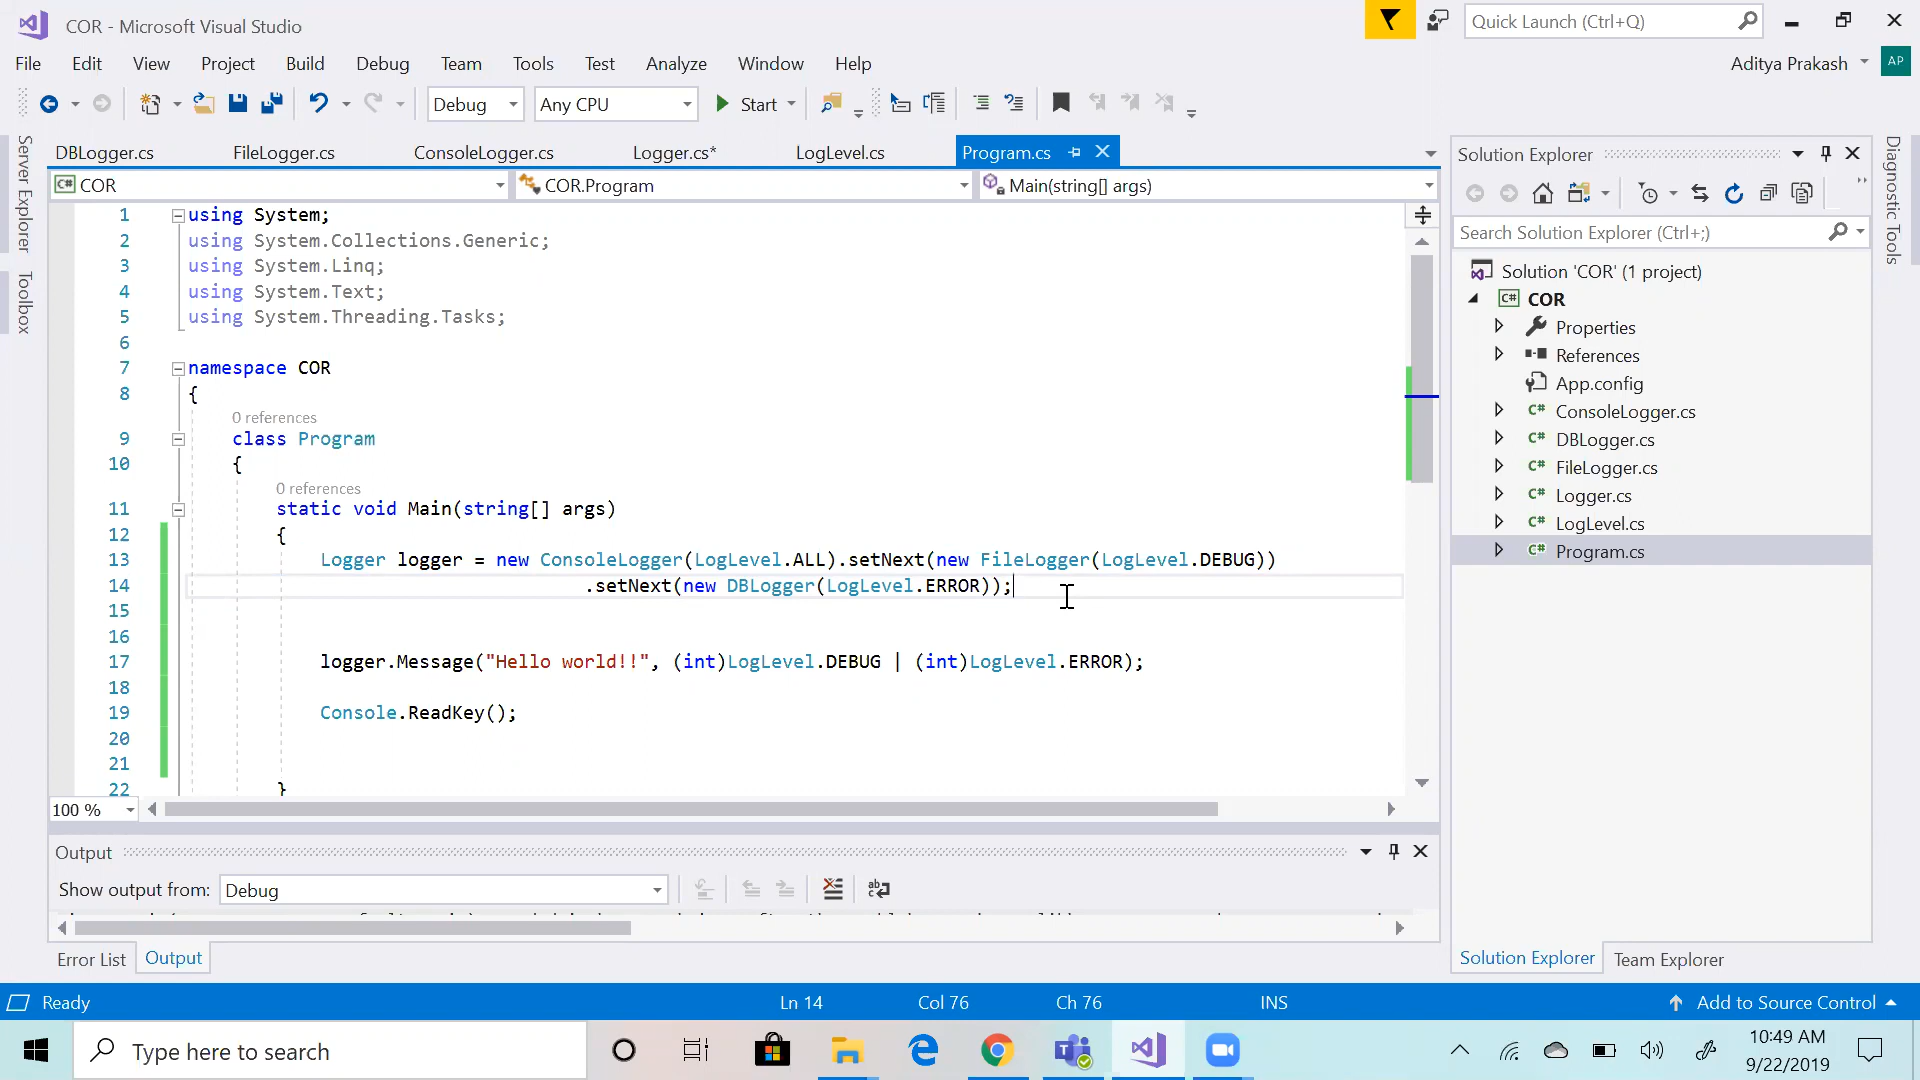 COR - Microsoft Visual Studio
Quick Launch (Ctrl+Q)
File Edit View Project Build Debug Team Tools Test Analyze Window Help
Aditya Prakash AP
Debug Any CPU Start
Server Explorer
Toolbox
DBLogger.cs FileLogger.cs ConsoleLogger.cs Logger.cs* LogLevel.cs Program.cs
COR COR.Program Main(string[] args)
1 using System;
2 using System.Collections.Generic;
3 using System.Linq;
4 using System.Text;
5 using System.Threading.Tasks;
6
7 namespace COR
8 {
0 references
9 class Program
10 {
0 references
11 static void Main(string[] args)
12 {
13 Logger logger = new ConsoleLogger(LogLevel.ALL).setNext(new FileLogger(LogLevel.DEBUG))
14 .setNext(new DBLogger(LogLevel.ERROR));
15
16
17 logger.Message("Hello world!!", (int)LogLevel.DEBUG | (int)LogLevel.ERROR);
18
19 Console.ReadKey();
20
21
22 }
100 %
Output
Show output from: Debug
Error List Output
Solution Explorer
Search Solution Explorer (Ctrl+;)
Solution 'COR' (1 project)
C# COR
Properties
References
App.config
C# ConsoleLogger.cs
C# DBLogger.cs
C# FileLogger.cs
C# Logger.cs
C# LogLevel.cs
C# Program.cs
Solution Explorer Team Explorer
Diagnostic Tools
Ready Ln 14 Col 76 Ch 76 INS Add to Source Control
Type here to search
10:49 AM
9/22/2019